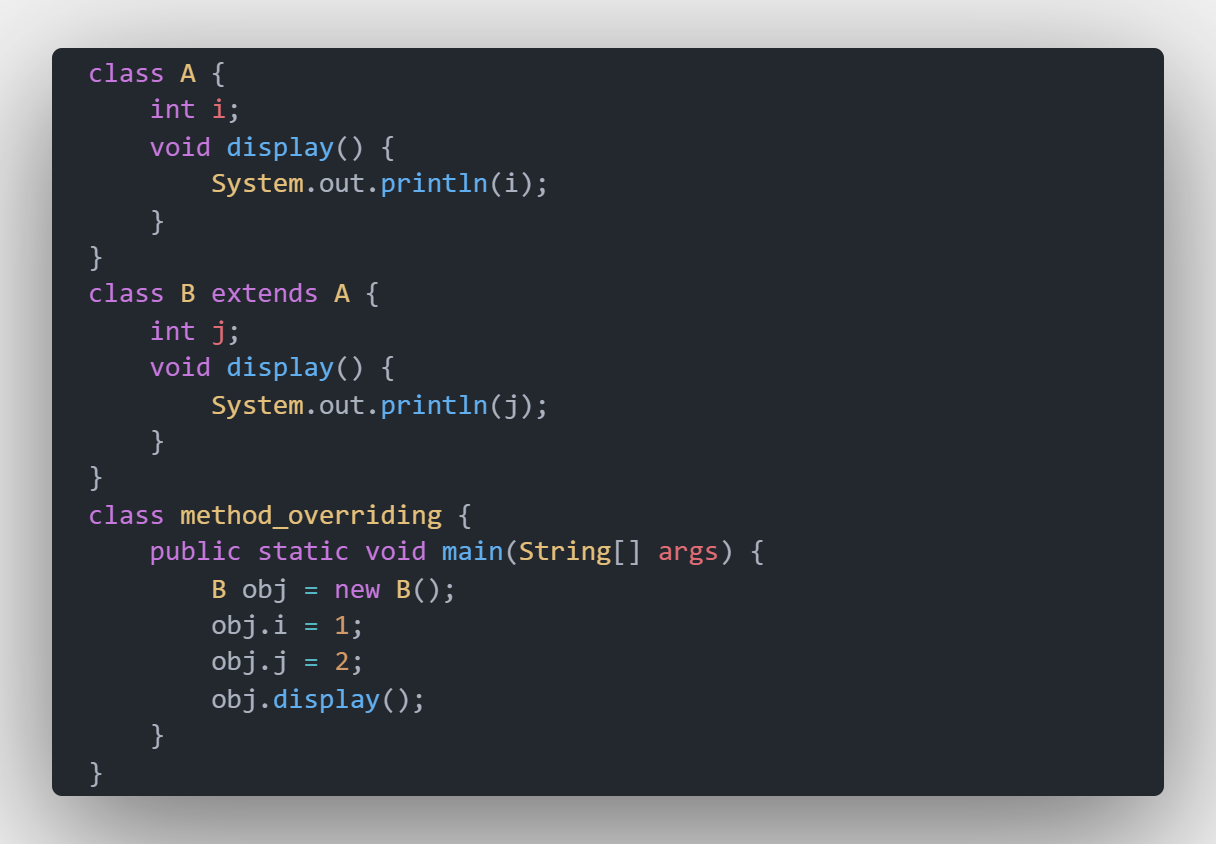 class A {
    int i;
    void display() {
        System.out.println(i);
    }
}
class B extends A {
    int j;
    void display() {
        System.out.println(j);
    }
}
class method_overriding {
    public static void main(String[] args) {
        B obj = new B();
        obj.i = 1;
        obj.j = 2;
        obj.display();
    }
}